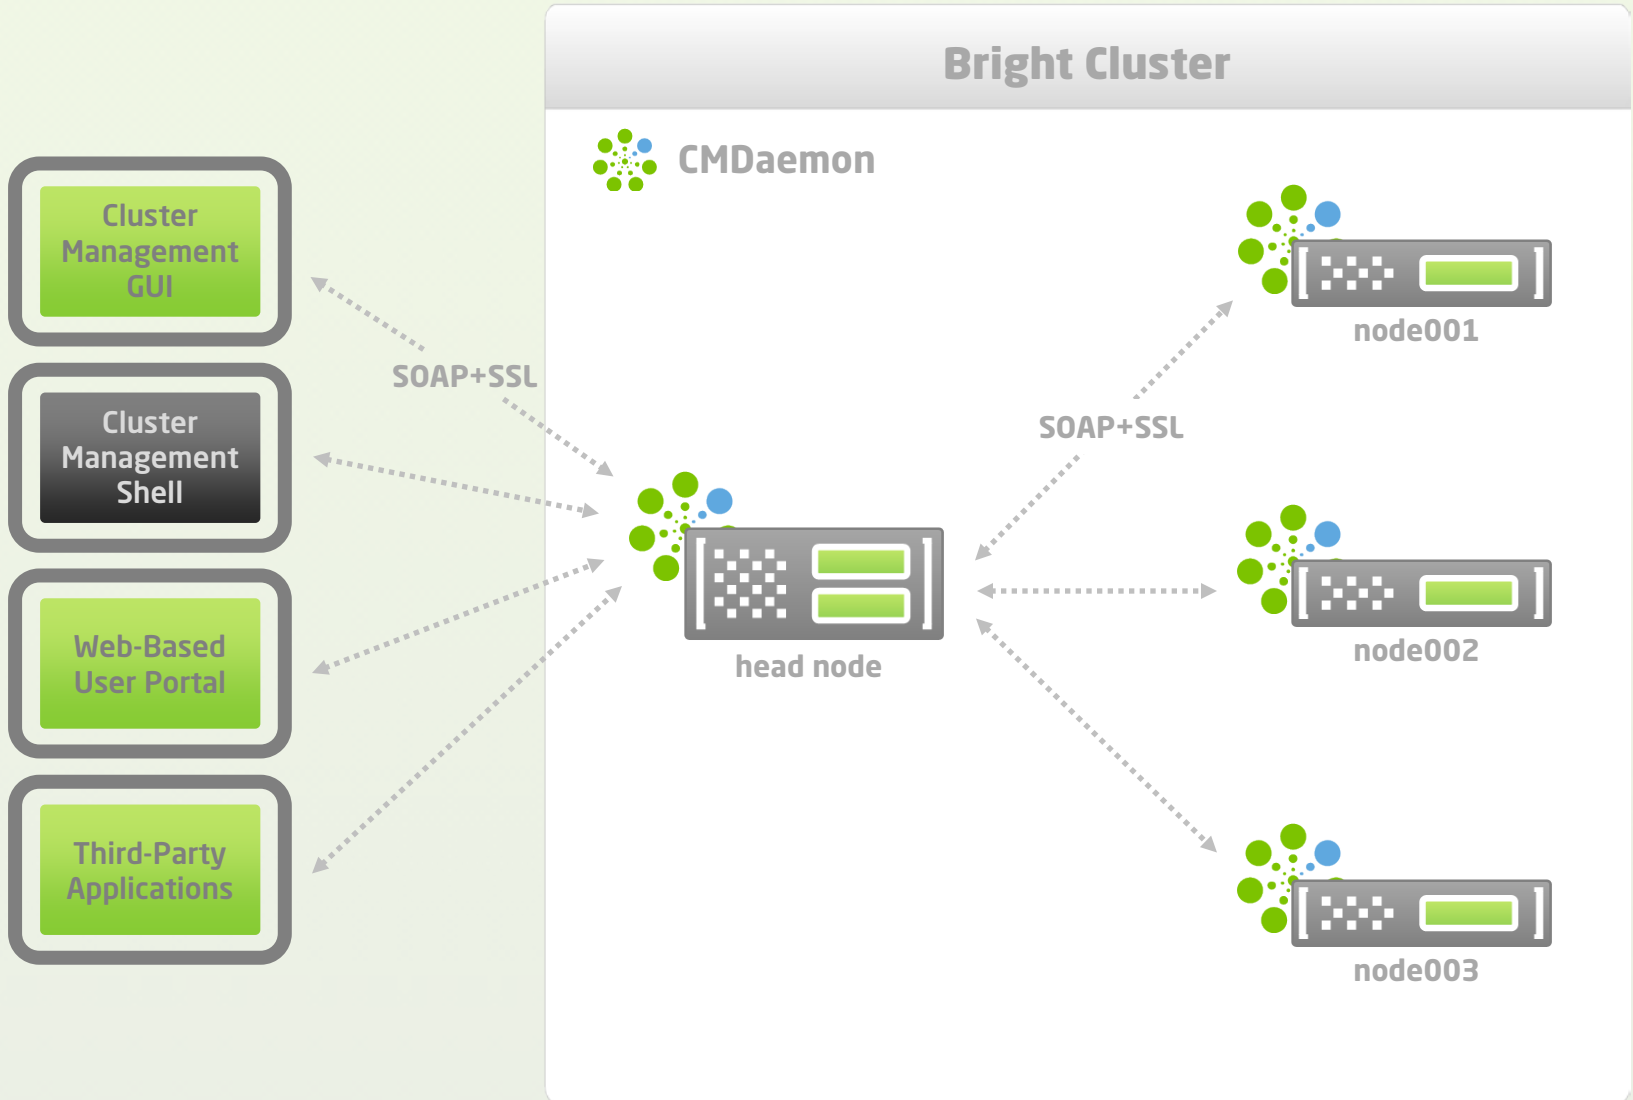 Bright Cluster
CMDaemon
Cluster
Management
GUI
SOAP+SSL
Cluster
Management
Shell
Web-Based
User Portal
Third-Party
Applications
head node
SOAP+SSL
node001
node002
node003